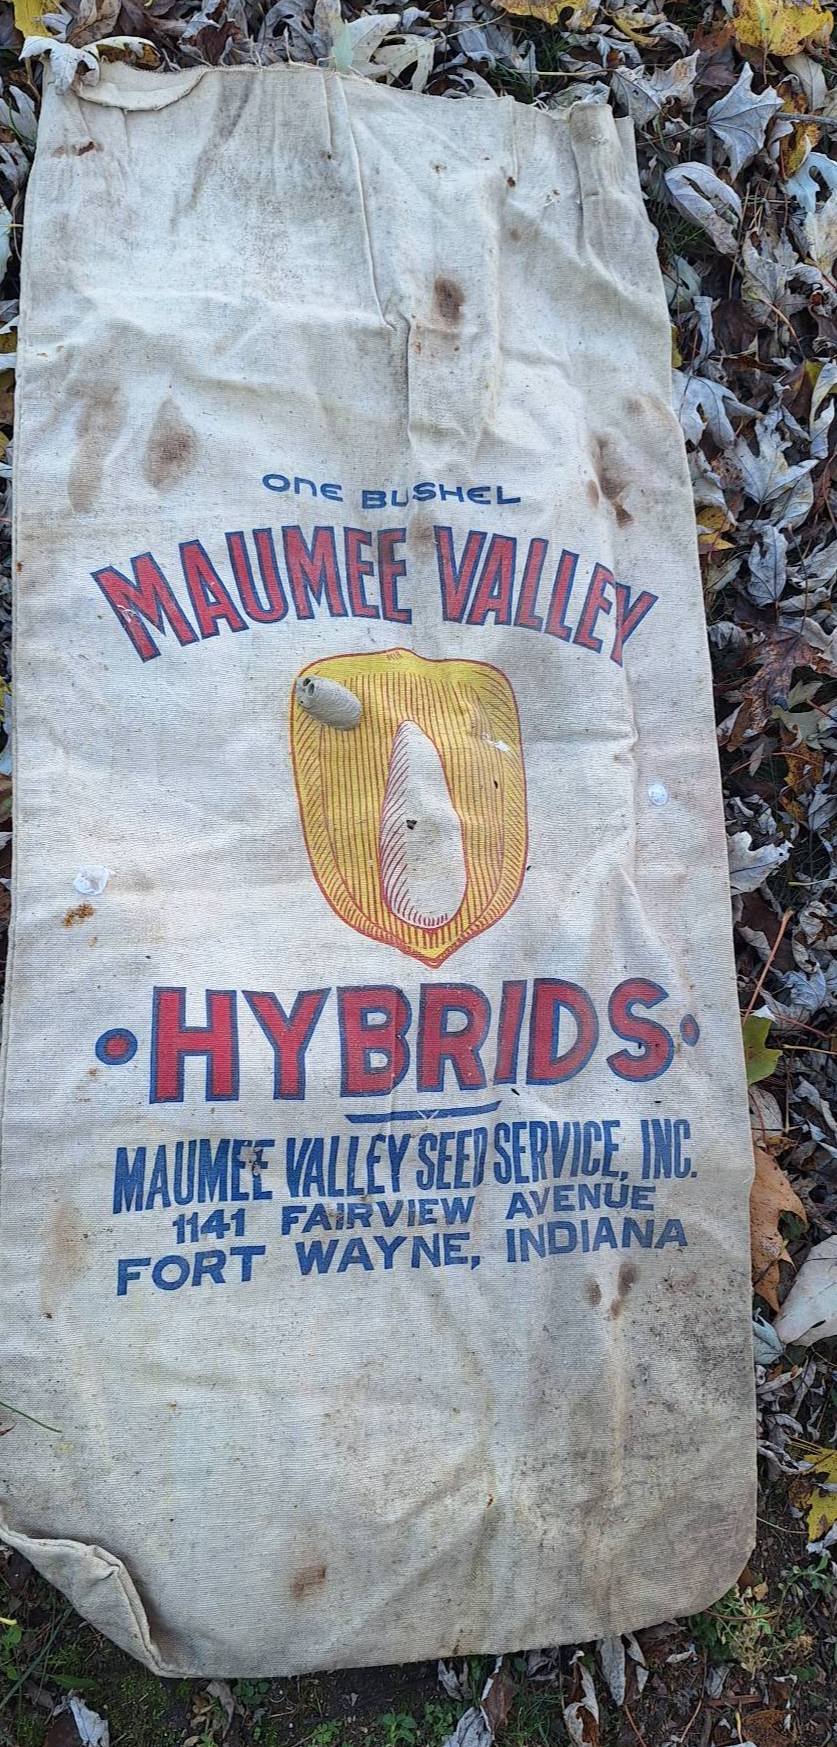 ONE BUSHEL
MAUMEE VALLEY
•HYBRIDS•
MAUMEE VALLEY SEED SERVICE, INC.
1141 FAIRVIEW AVENUE
FORT WAYNE, INDIANA